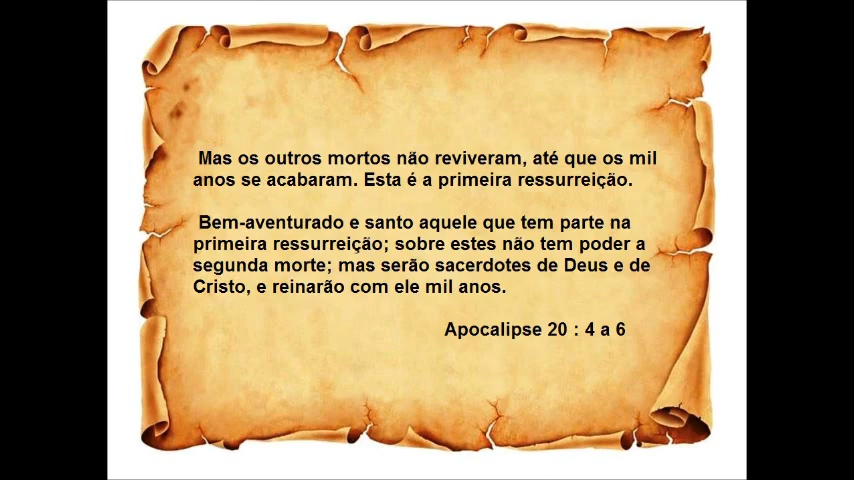 Mas os outros mortos não reviveram, até que os mil
anos se acabaram. Esta é a primeira ressurreição.
Bem-aventurado e santo aquele que tem parte na
primeira ressurreição; sobre estes não tem poder a
segunda morte; mas serão sacerdotes de Deus e de
Cristo, e reinarão com ele mil anos.
Apocalipse 20 : 4 a 6